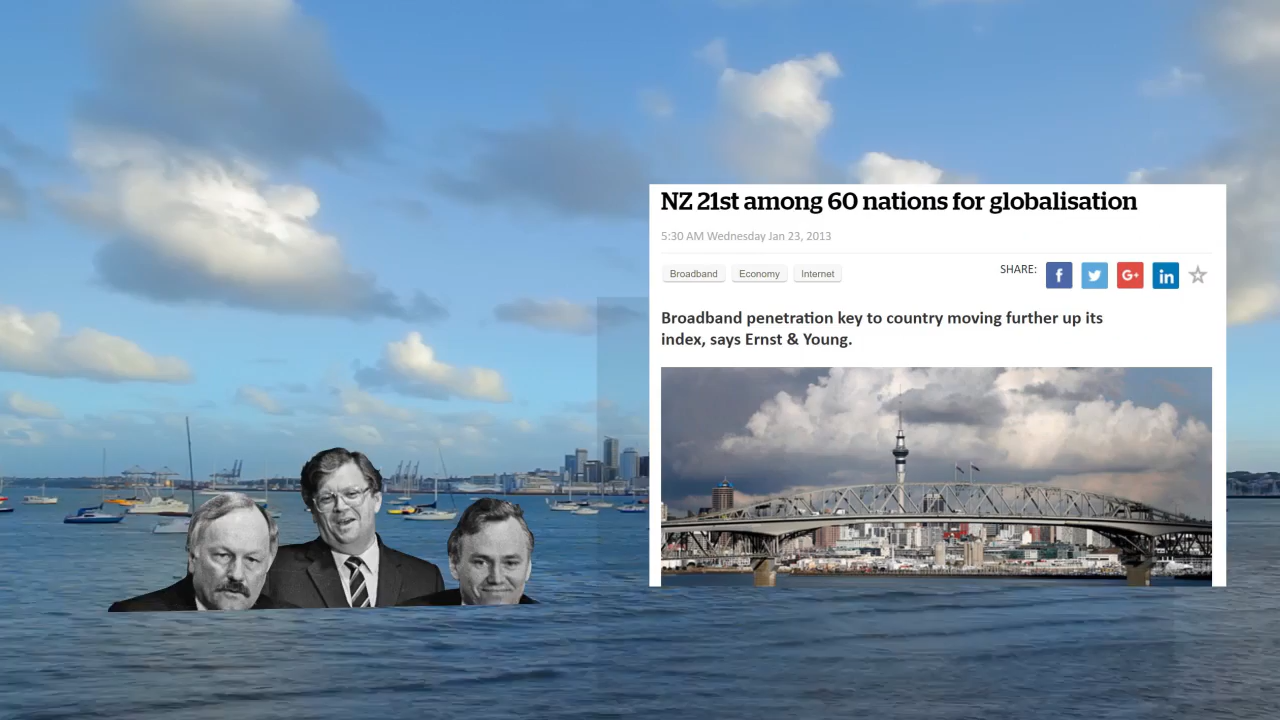 NZ 21st among 60 nations for globalisation
5:30 AM Wednesday Jan 23, 2013
Broadband Economy Internet
SHARE: f G+ in
Broadband penetration key to country moving further up its
index, says Ernst & Young.